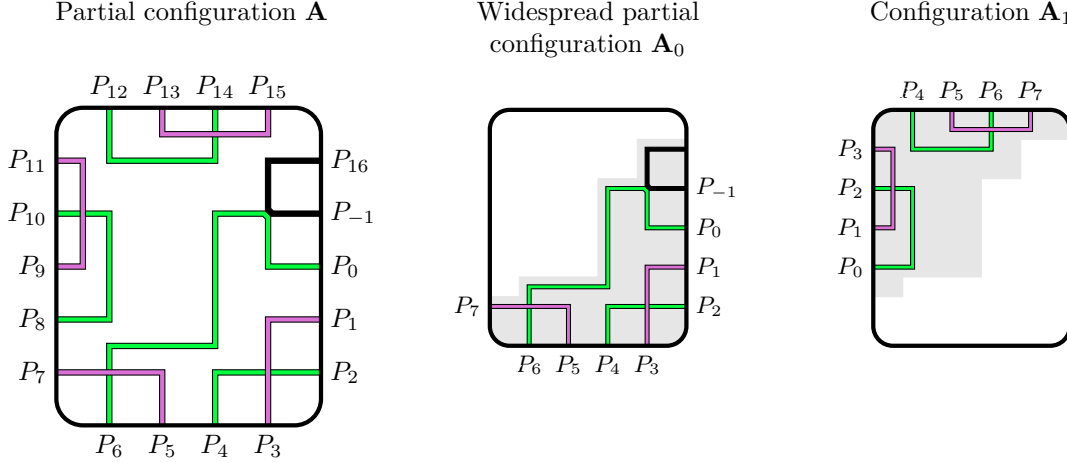 Partial configuration A
Widespread partial
configuration A₀
Configuration A₁
P₁₂ P₁₃ P₁₄ P₁₅
P₁₁
P₁₀
P₉
P₈
P₇
P₁₆
P₋₁
P₀
P₁
P₂
P₆ P₅ P₄ P₃
P₇
P₋₁
P₀
P₁
P₂
P₆ P₅ P₄ P₃
P₄ P₅ P₆ P₇
P₃
P₂
P₁
P₀